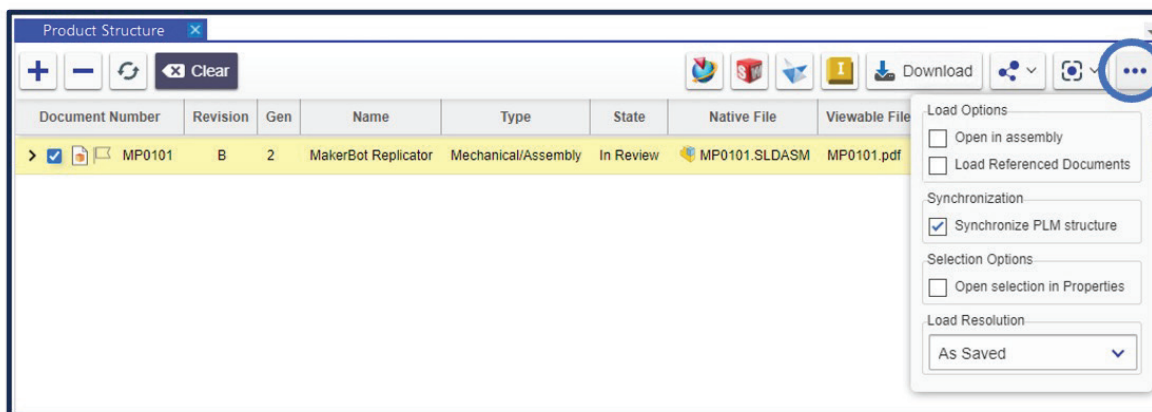 Product Structure
Clear
Download
Document Number Revision Gen Name Type State Native File Viewable File
MP0101 B 2 MakerBot Replicator Mechanical/Assembly In Review MP0101.SLDASM MP0101.pdf
Load Options
Open in assembly
Load Referenced Documents
Synchronization
Synchronize PLM structure
Selection Options
Open selection in Properties
Load Resolution
As Saved